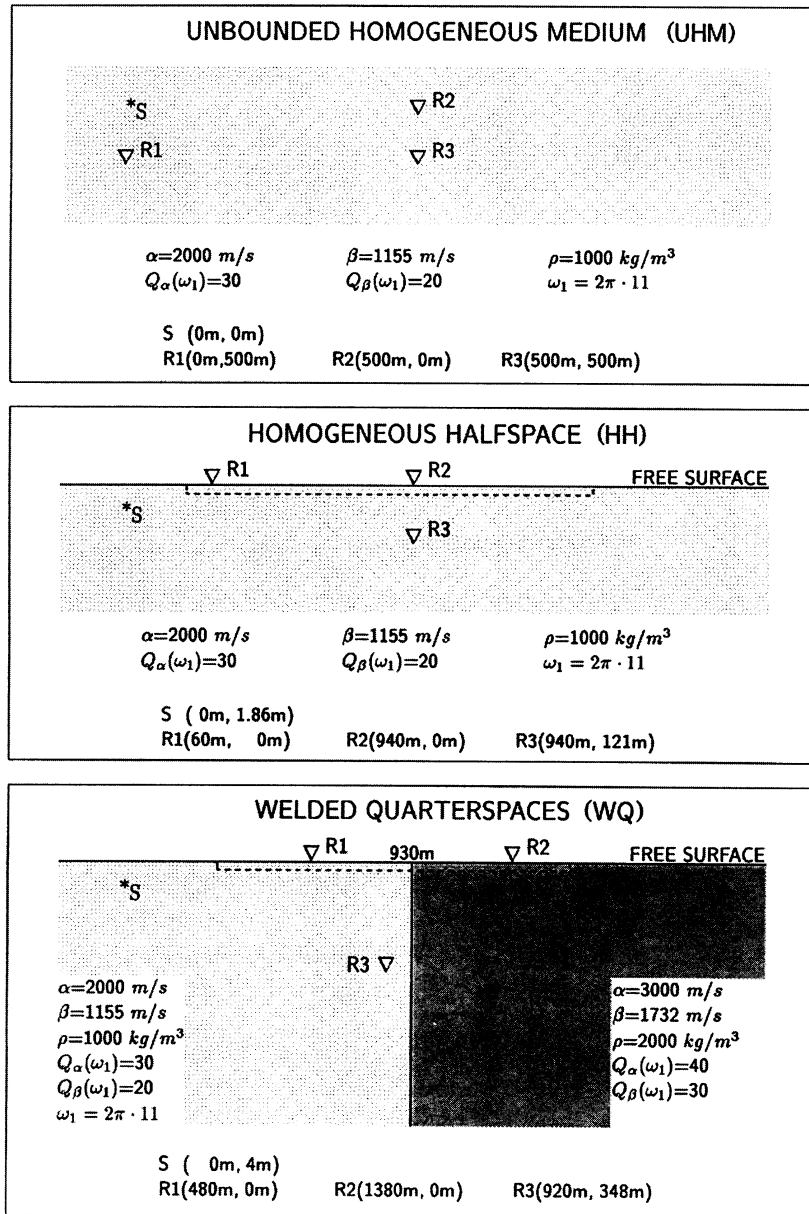 UNBOUNDED HOMOGENEOUS MEDIUM (UHM)
*S
R2
R1
R3
α=2000 m/s β=1155 m/s ρ=1000 kg/m³
Qα(ω₁)=30 Qβ(ω₁)=20 ω₁ = 2π · 11
S (0m, 0m)
R1(0m,500m) R2(500m, 0m) R3(500m, 500m)
HOMOGENEOUS HALFSPACE (HH)
R1 R2 FREE SURFACE
*S
R3
α=2000 m/s β=1155 m/s ρ=1000 kg/m³
Qα(ω₁)=30 Qβ(ω₁)=20 ω₁ = 2π · 11
S ( 0m, 1.86m)
R1(60m, 0m) R2(940m, 0m) R3(940m, 121m)
WELDED QUARTERSPACES (WQ)
R1 930m R2 FREE SURFACE
*S
R3
α=2000 m/s
β=1155 m/s
ρ=1000 kg/m³
Qα(ω₁)=30
Qβ(ω₁)=20
ω₁ = 2π · 11
α=3000 m/s
β=1732 m/s
ρ=2000 kg/m³
Qα(ω₁)=40
Qβ(ω₁)=30
S ( 0m, 4m)
R1(480m, 0m) R2(1380m, 0m) R3(920m, 348m)